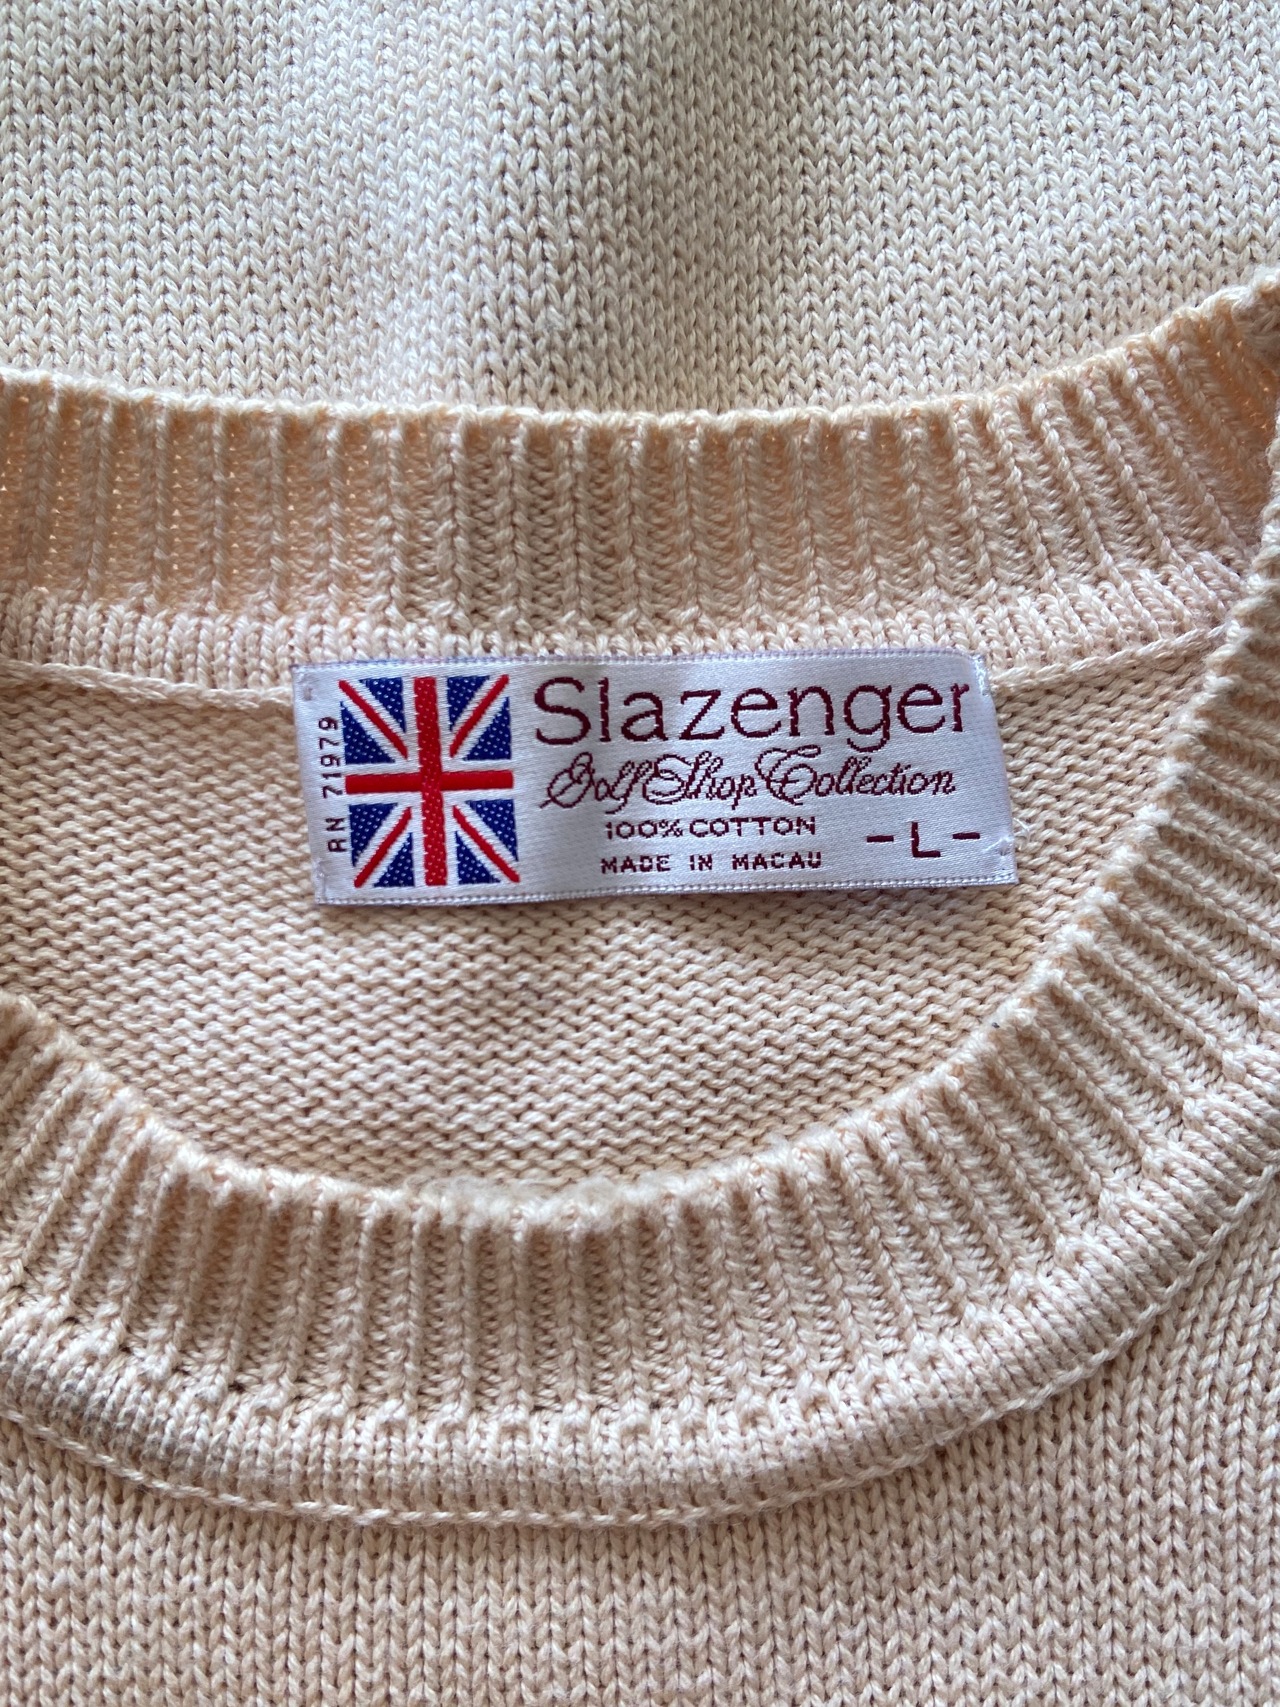 RN 71979
Slazenger
Golf Shop Collection
100% COTTON
MADE IN MACAU
-L-